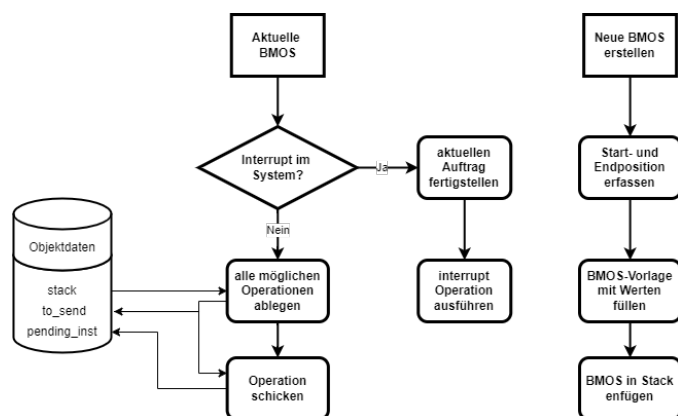 Aktuelle
BMOS
Neue BMOS
erstellen
Interrupt im
System?
Ja
aktuellen
Auftrag
fertigstellen
Start- und
Endposition
erfassen
Nein
Objektdaten
stack
to_send
pending_inst
alle möglichen
Operationen
ablegen
interrupt
Operation
ausführen
BMOS-Vorlage
mit Werten
füllen
Operation
schicken
BMOS in Stack
enfügen